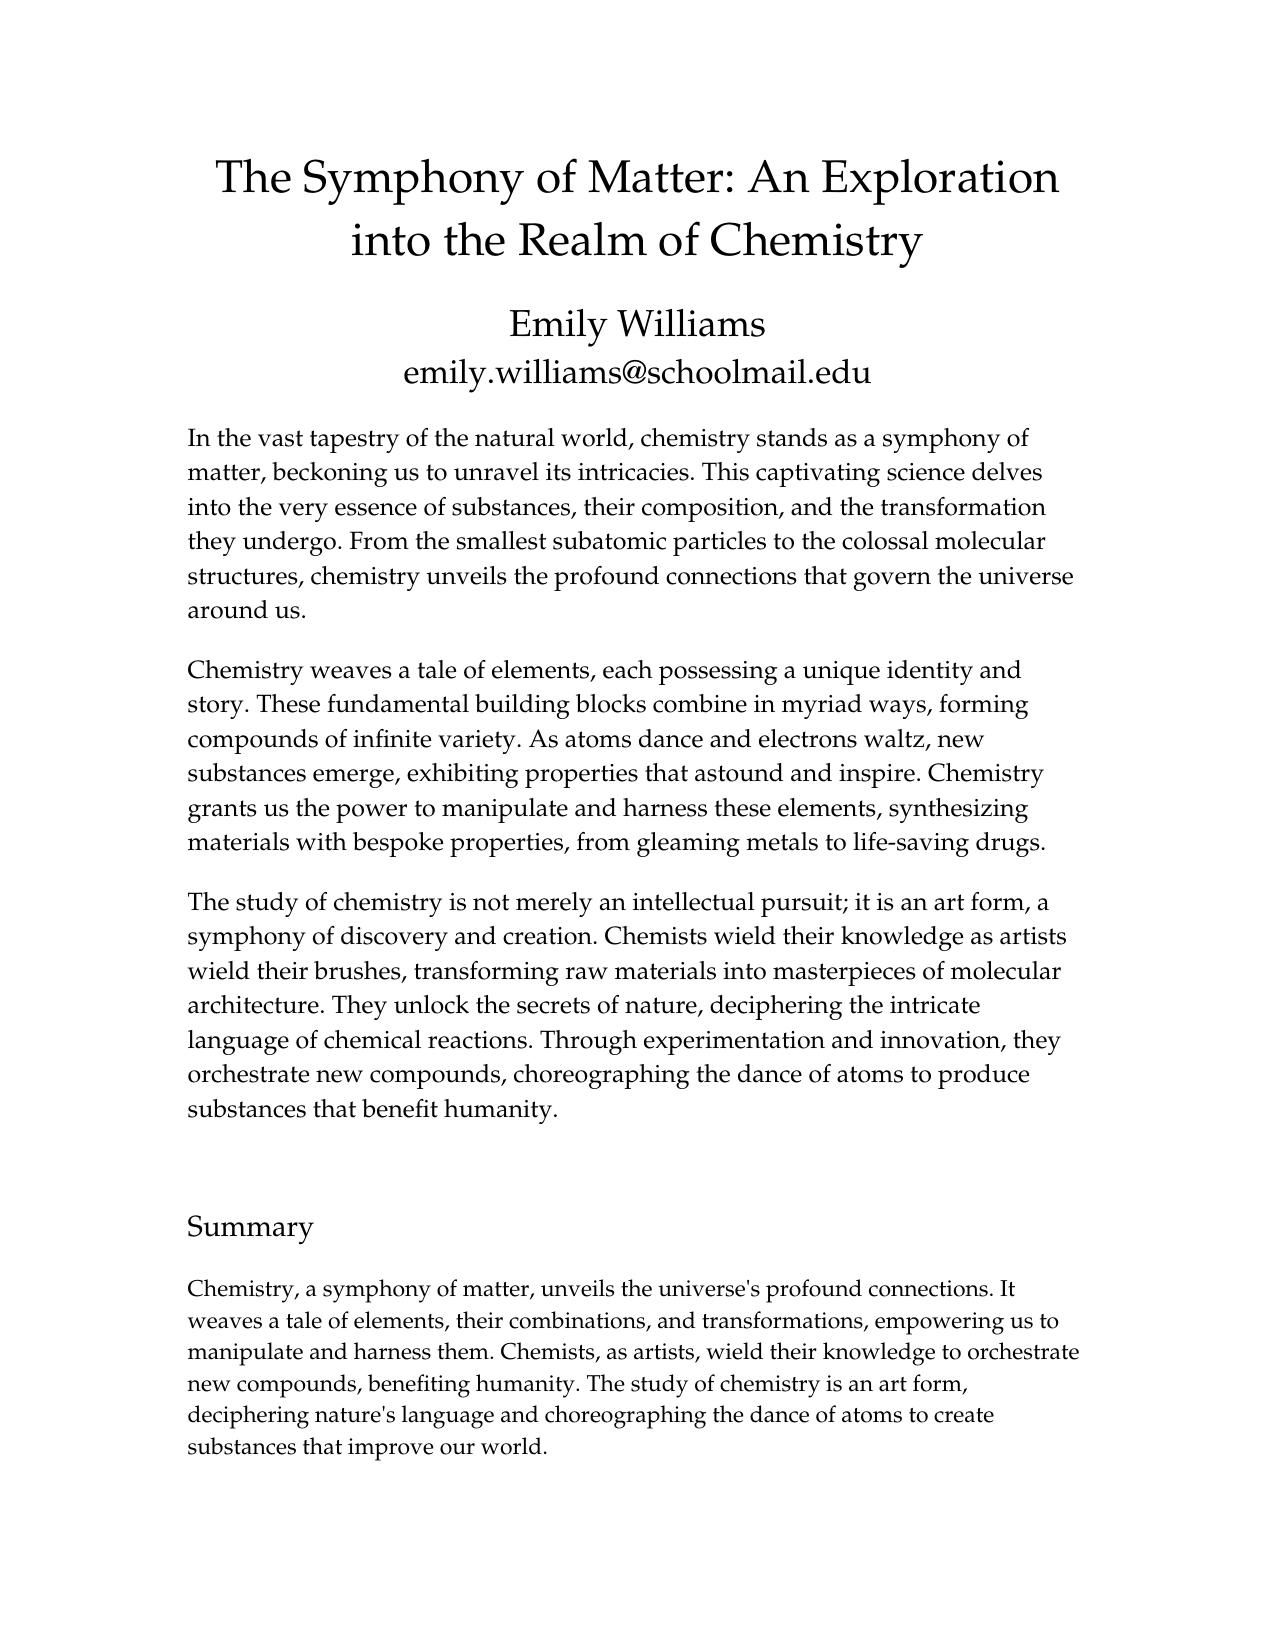 The Symphony of Matter: An Exploration
into the Realm of Chemistry
Emily Williams
emily.williams@schoolmail.edu
In the vast tapestry of the natural world, chemistry stands as a symphony of
matter, beckoning us to unravel its intricacies. This captivating science delves
into the very essence of substances, their composition, and the transformation
they undergo. From the smallest subatomic particles to the colossal molecular
structures, chemistry unveils the profound connections that govern the universe
around us.
Chemistry weaves a tale of elements, each possessing a unique identity and
story. These fundamental building blocks combine in myriad ways, forming
compounds of infinite variety. As atoms dance and electrons waltz, new
substances emerge, exhibiting properties that astound and inspire. Chemistry
grants us the power to manipulate and harness these elements, synthesizing
materials with bespoke properties, from gleaming metals to life-saving drugs.
The study of chemistry is not merely an intellectual pursuit; it is an art form, a
symphony of discovery and creation. Chemists wield their knowledge as artists
wield their brushes, transforming raw materials into masterpieces of molecular
architecture. They unlock the secrets of nature, deciphering the intricate
language of chemical reactions. Through experimentation and innovation, they
orchestrate new compounds, choreographing the dance of atoms to produce
substances that benefit humanity.
Summary
Chemistry, a symphony of matter, unveils the universe's profound connections. It
weaves a tale of elements, their combinations, and transformations, empowering us to
manipulate and harness them. Chemists, as artists, wield their knowledge to orchestrate
new compounds, benefiting humanity. The study of chemistry is an art form,
deciphering nature's language and choreographing the dance of atoms to create
substances that improve our world.